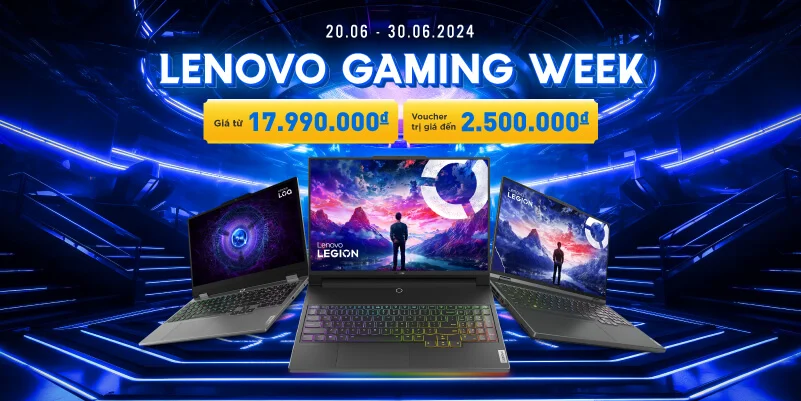 20.06 - 30.06.2024
LENOVO GAMING WEEK
Giá từ 17.990.000đ
Voucher
trị giá đến 2.500.000đ
LOQ
Lenovo
LEGION
Lenovo
LEGION